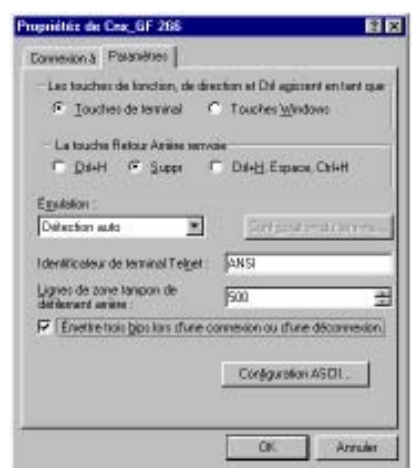 Propriétés de Cnx_GF 266
Connexion à
Paramètres
Les touches de fonction, de direction et Ctrl agissent en tant que
Touches de terminal
Touches Windows
La touche Retour Arrière renvoie
Ctrl+H
Suppr
Ctrl+H, Espace, Ctrl+H
Émulation :
Détection auto
Identificateur de terminal Telnet :
ANSI
Lignes de zone tampon de
défilement arrière :
500
Émettre trois bips lors d'une connexion ou d'une déconnexion.
Configuration ASCII...
OK
Annuler